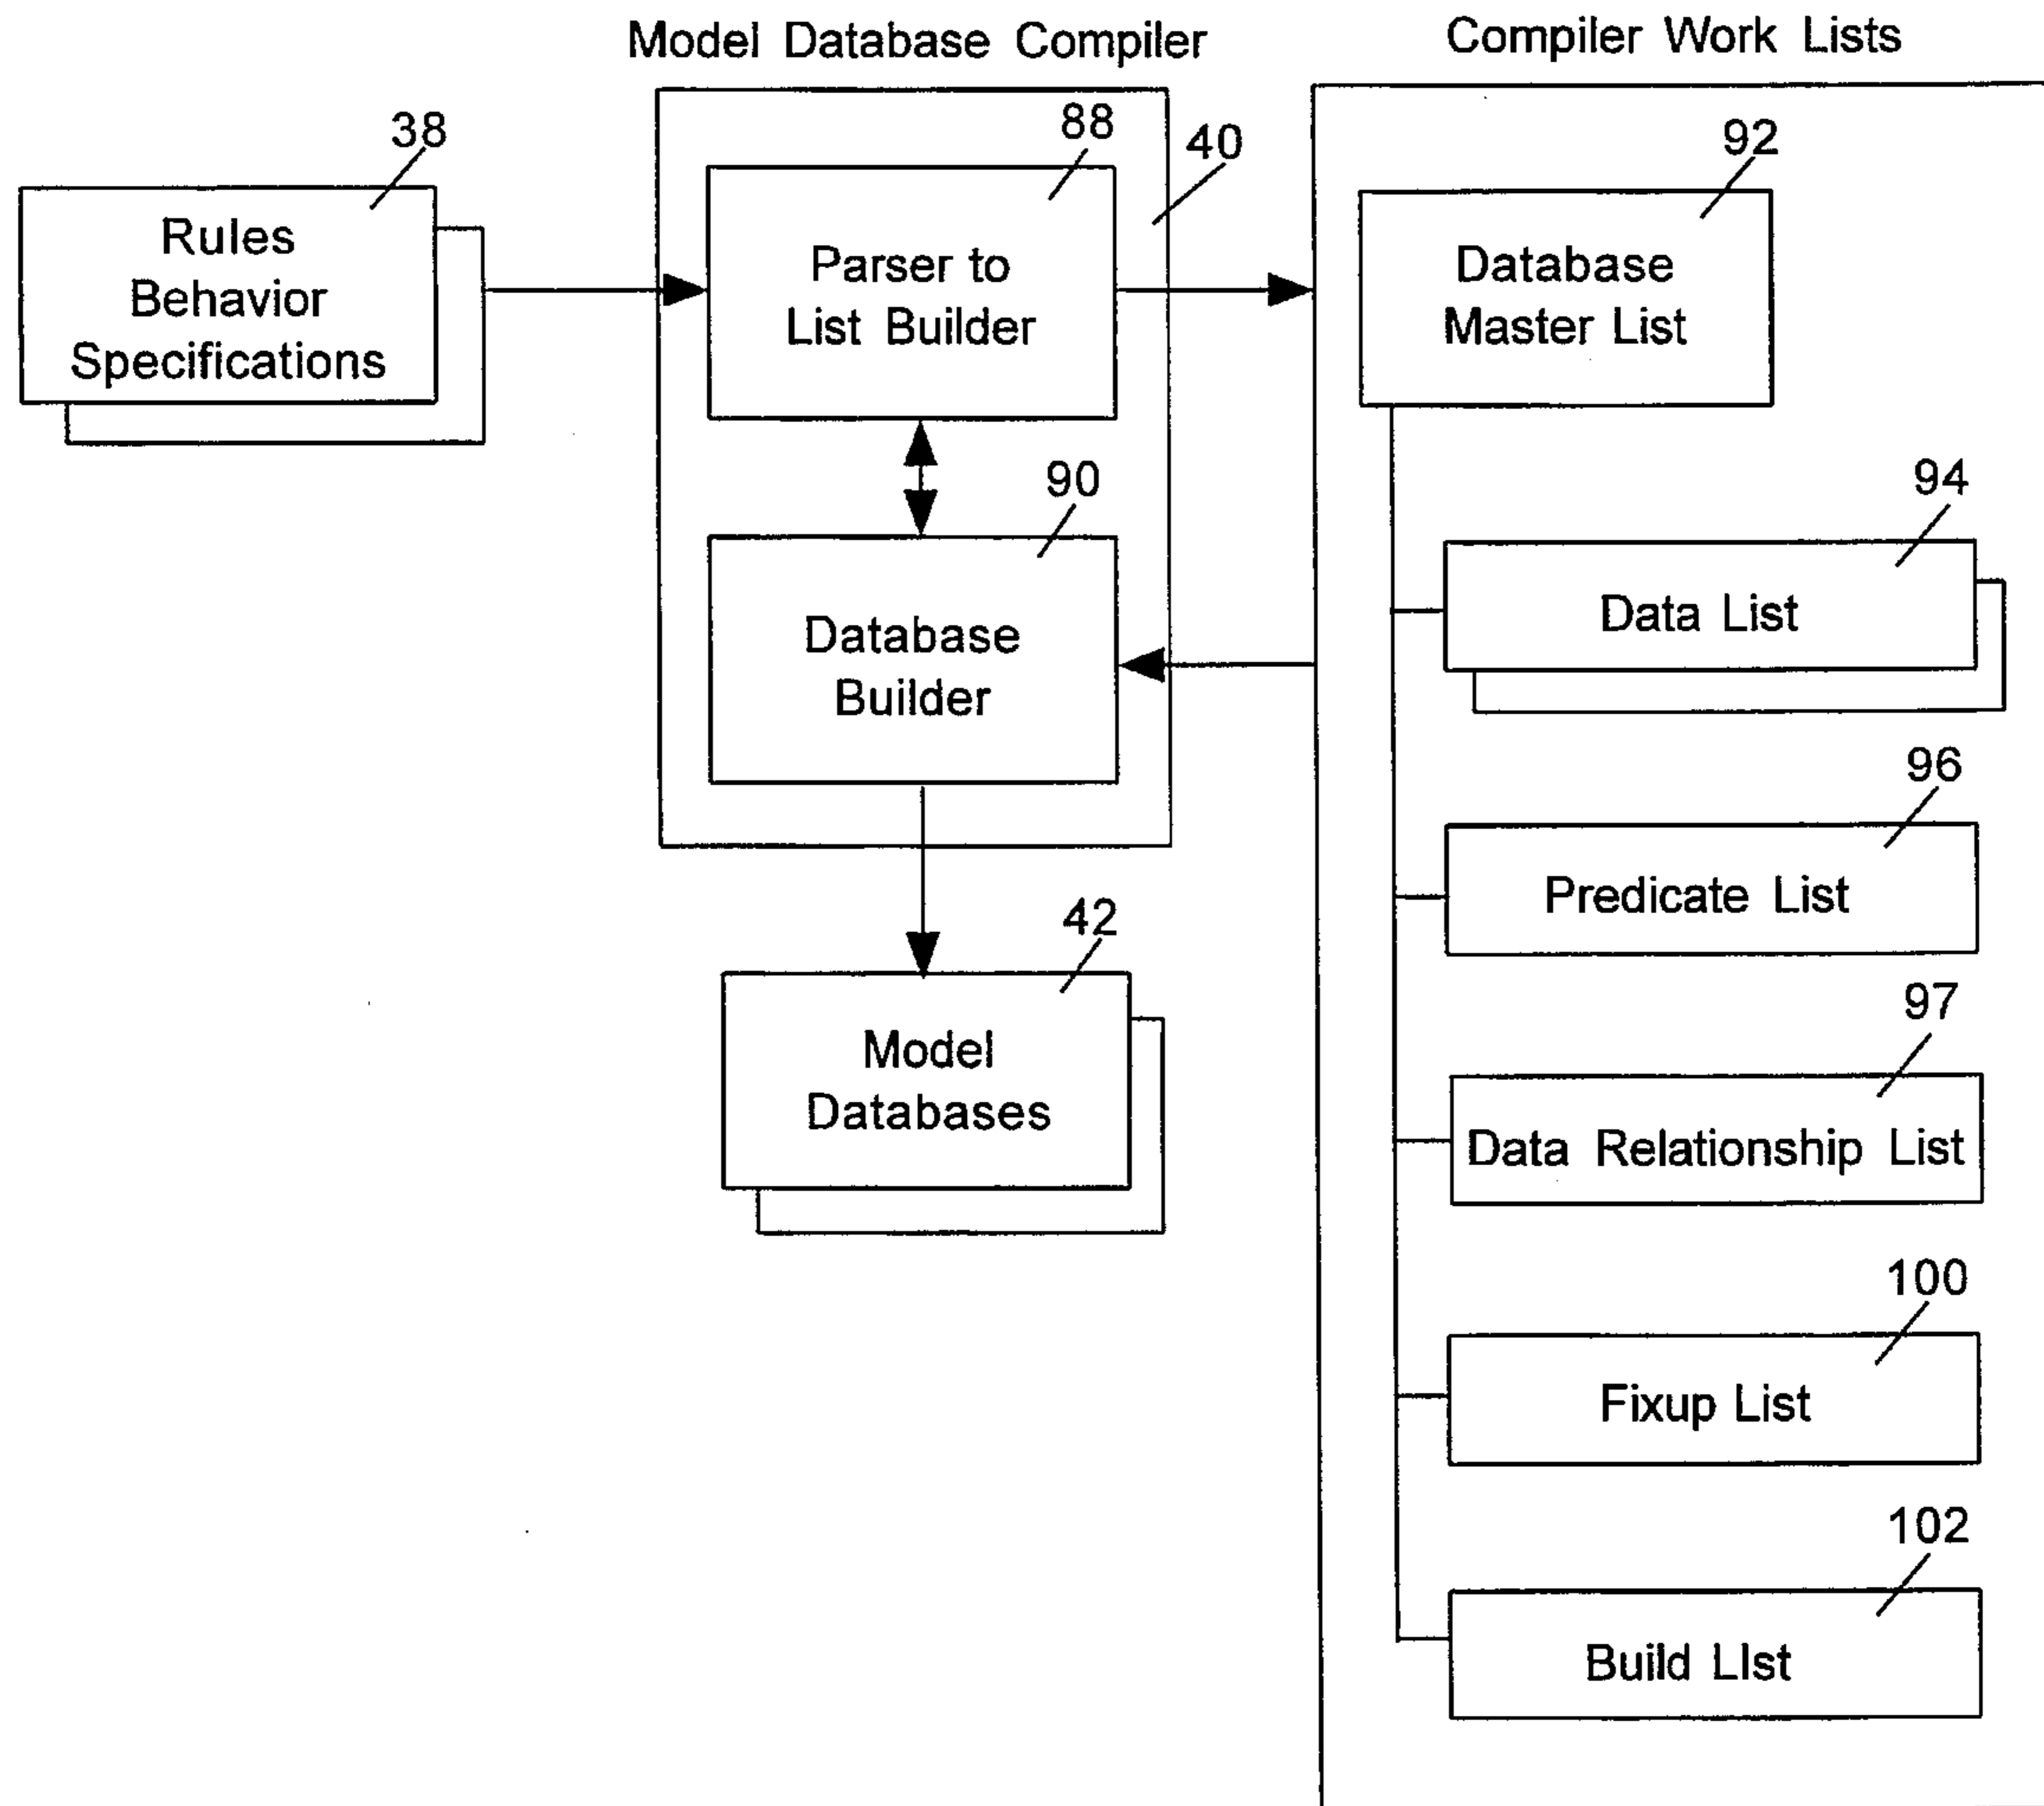 Model Database Compiler
Compiler Work Lists
38
Rules
Behavior
Specifications
88
40
Parser to
List Builder
90
Database
Builder
42
Model
Databases
92
Database
Master List
94
Data List
96
Predicate List
97
Data Relationship List
100
Fixup List
102
Build LIst